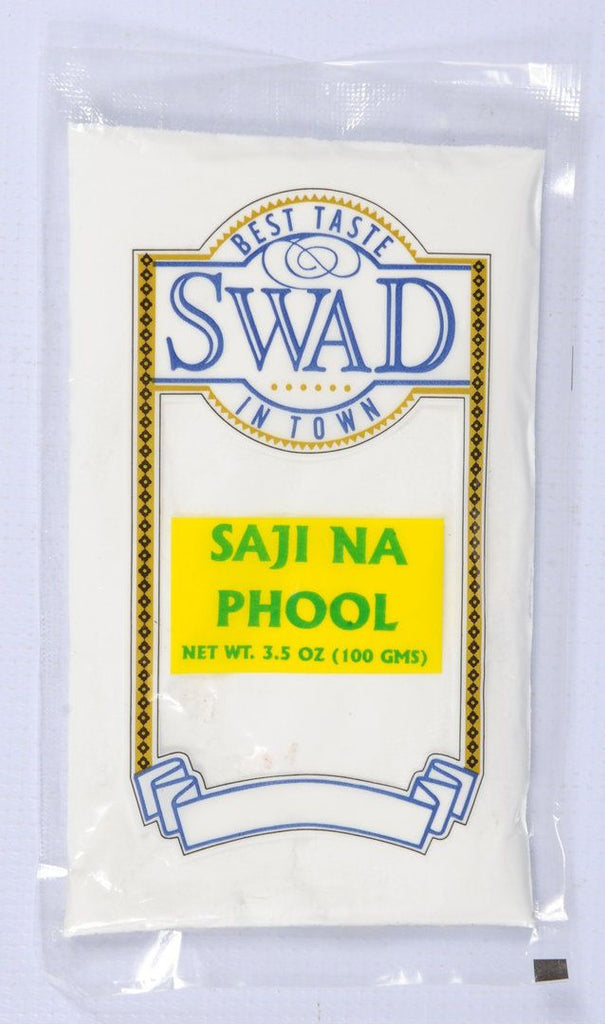 BEST TASTE
SWAD
IN TOWN
SAJI NA
PHOOL
NET WT. 3.5 OZ (100 GMS)